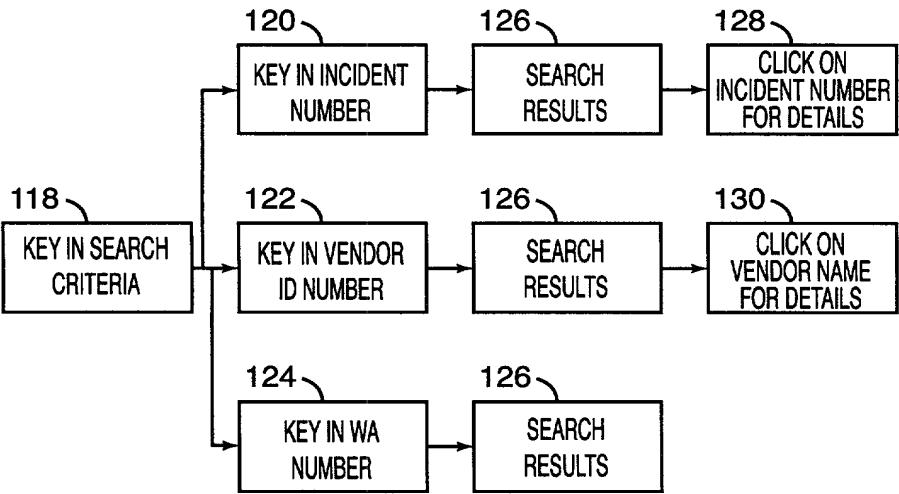 120
KEY IN INCIDENT
NUMBER
126
SEARCH
RESULTS
128
CLICK ON
INCIDENT NUMBER
FOR DETAILS
118
KEY IN SEARCH
CRITERIA
122
KEY IN VENDOR
ID NUMBER
126
SEARCH
RESULTS
130
CLICK ON
VENDOR NAME
FOR DETAILS
124
KEY IN WA
NUMBER
126
SEARCH
RESULTS